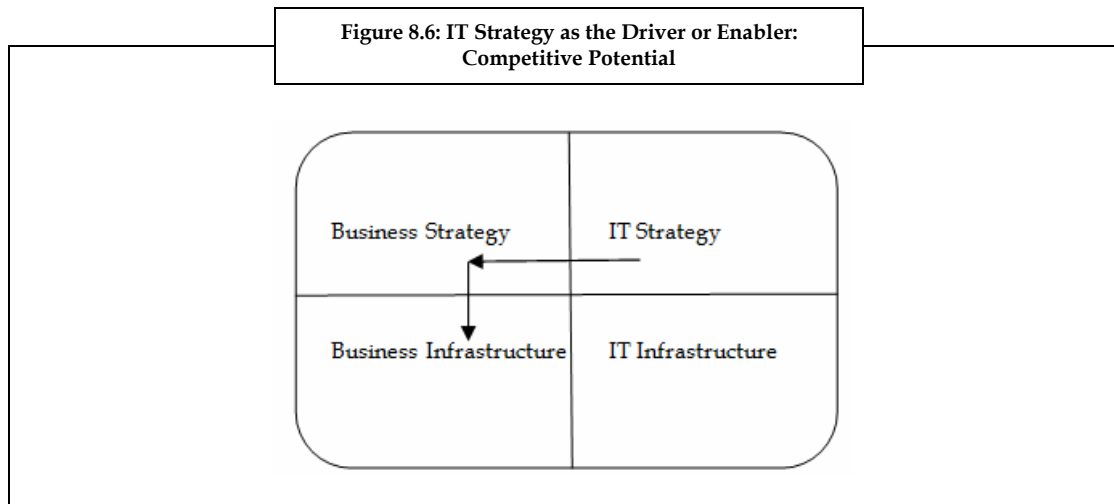 Figure 8.6: IT Strategy as the Driver or Enabler:
Competitive Potential
Business Strategy
IT Strategy
Business Infrastructure
IT Infrastructure